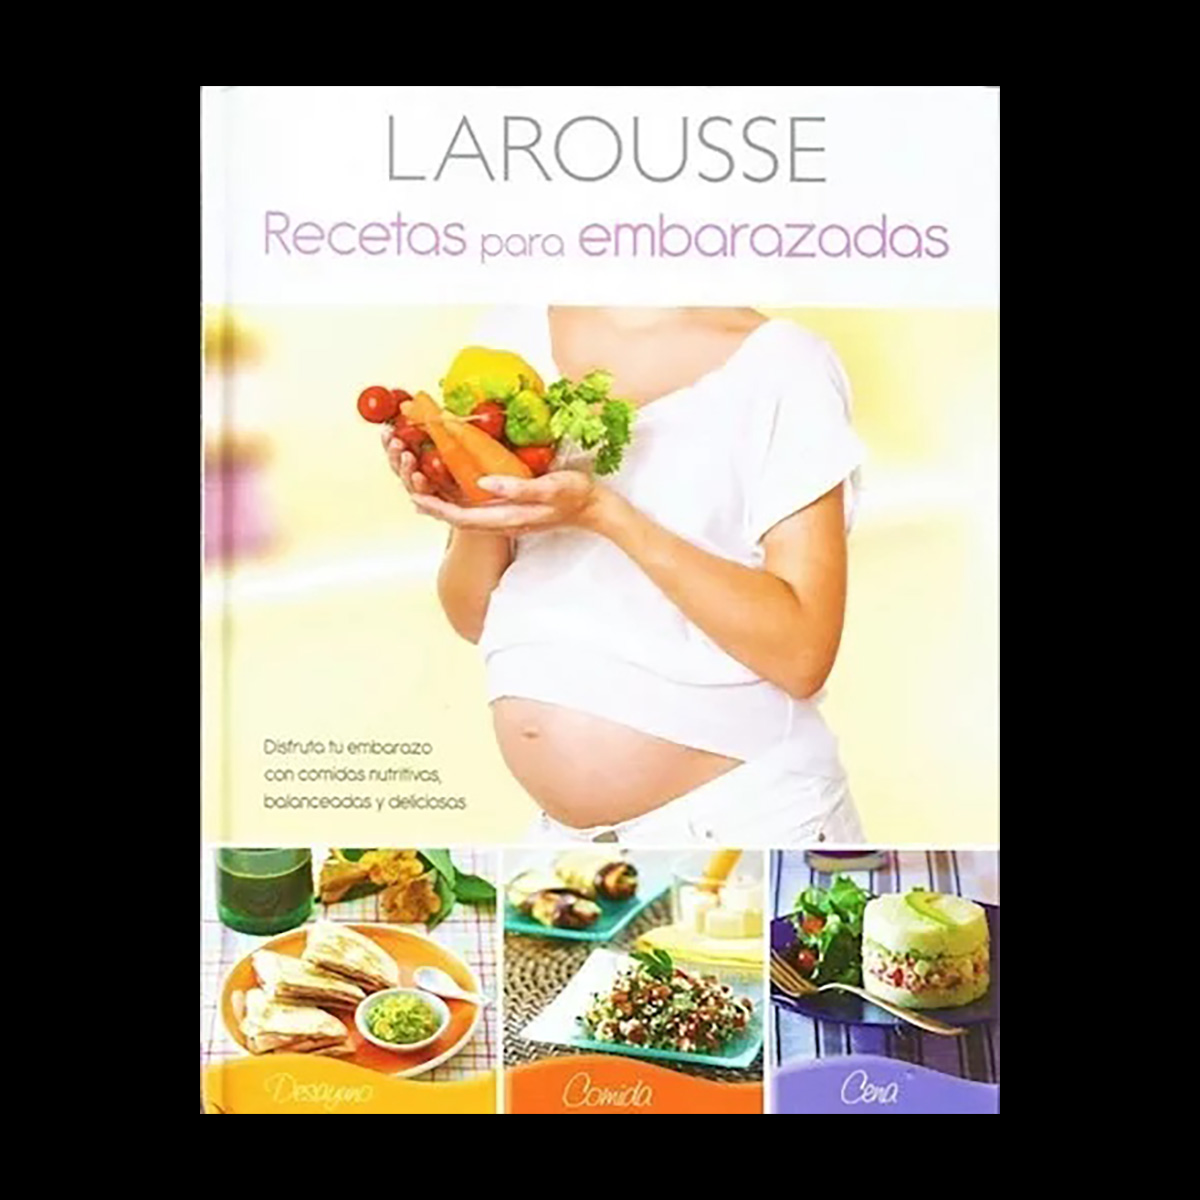 LAROUSSE
Recetas para embarazadas
Disfruta tu embarazo
con comidas nutritivas,
balanceadas y deliciosas
Desayuno
Comida
Cena